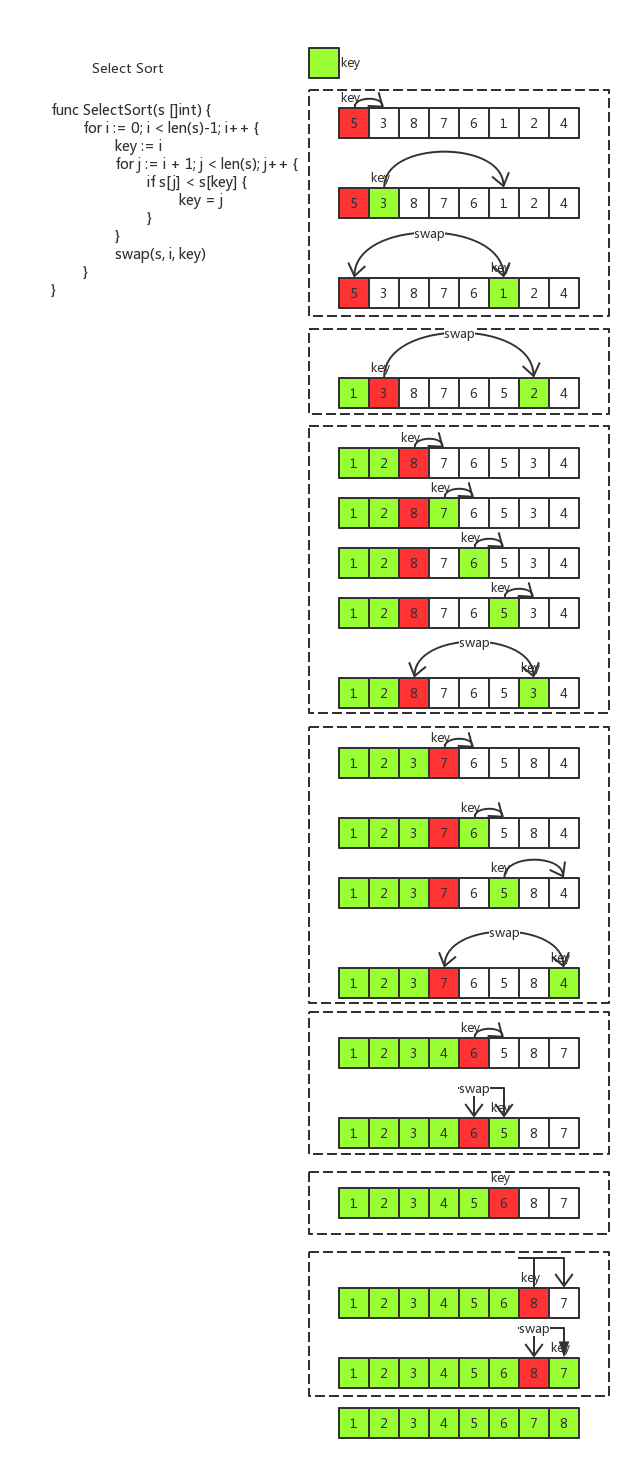 Select Sort
func SelectSort(s []int) {
for i := 0; i < len(s)-1; i++ {
key := i
for j := i + 1; j < len(s); j++ {
if s[j] < s[key] {
key = j
}
}
swap(s, i, key)
}
}
key
key
5 3 8 7 6 1 2 4
key
5 3 8 7 6 1 2 4
swap
key
5 3 8 7 6 1 2 4
swap
key
1 3 8 7 6 5 2 4
key
1 2 8 7 6 5 3 4
key
1 2 8 7 6 5 3 4
key
1 2 8 7 6 5 3 4
key
1 2 8 7 6 5 3 4
swap
key
1 2 8 7 6 5 3 4
key
1 2 3 7 6 5 8 4
key
1 2 3 7 6 5 8 4
key
1 2 3 7 6 5 8 4
swap
key
1 2 3 7 6 5 8 4
key
1 2 3 4 6 5 8 7
swap
key
1 2 3 4 6 5 8 7
key
1 2 3 4 5 6 8 7
key
1 2 3 4 5 6 8 7
swap
key
1 2 3 4 5 6 8 7
1 2 3 4 5 6 7 8